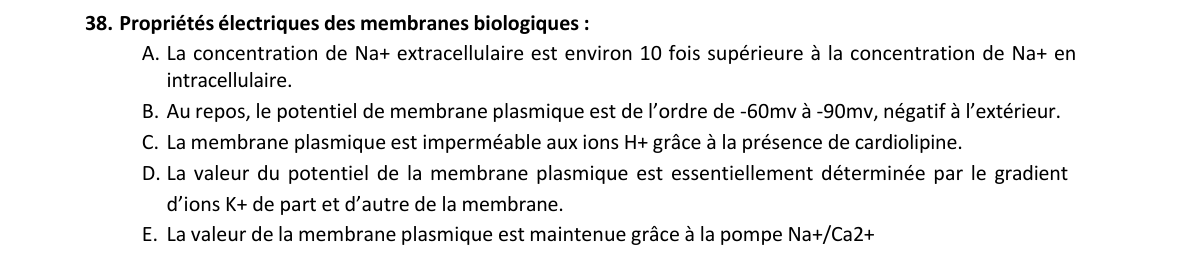 38. Propriétés électriques des membranes biologiques :
A. La concentration de Na+ extracellulaire est environ 10 fois supérieure à la concentration de Na+ en
intracellulaire.
B. Au repos, le potentiel de membrane plasmique est de l’ordre de -60mv à -90mv, négatif à l’extérieur.
C. La membrane plasmique est imperméable aux ions H+ grâce à la présence de cardiolipine.
D. La valeur du potentiel de la membrane plasmique est essentiellement déterminée par le gradient
d’ions K+ de part et d’autre de la membrane.
E. La valeur de la membrane plasmique est maintenue grâce à la pompe Na+/Ca2+